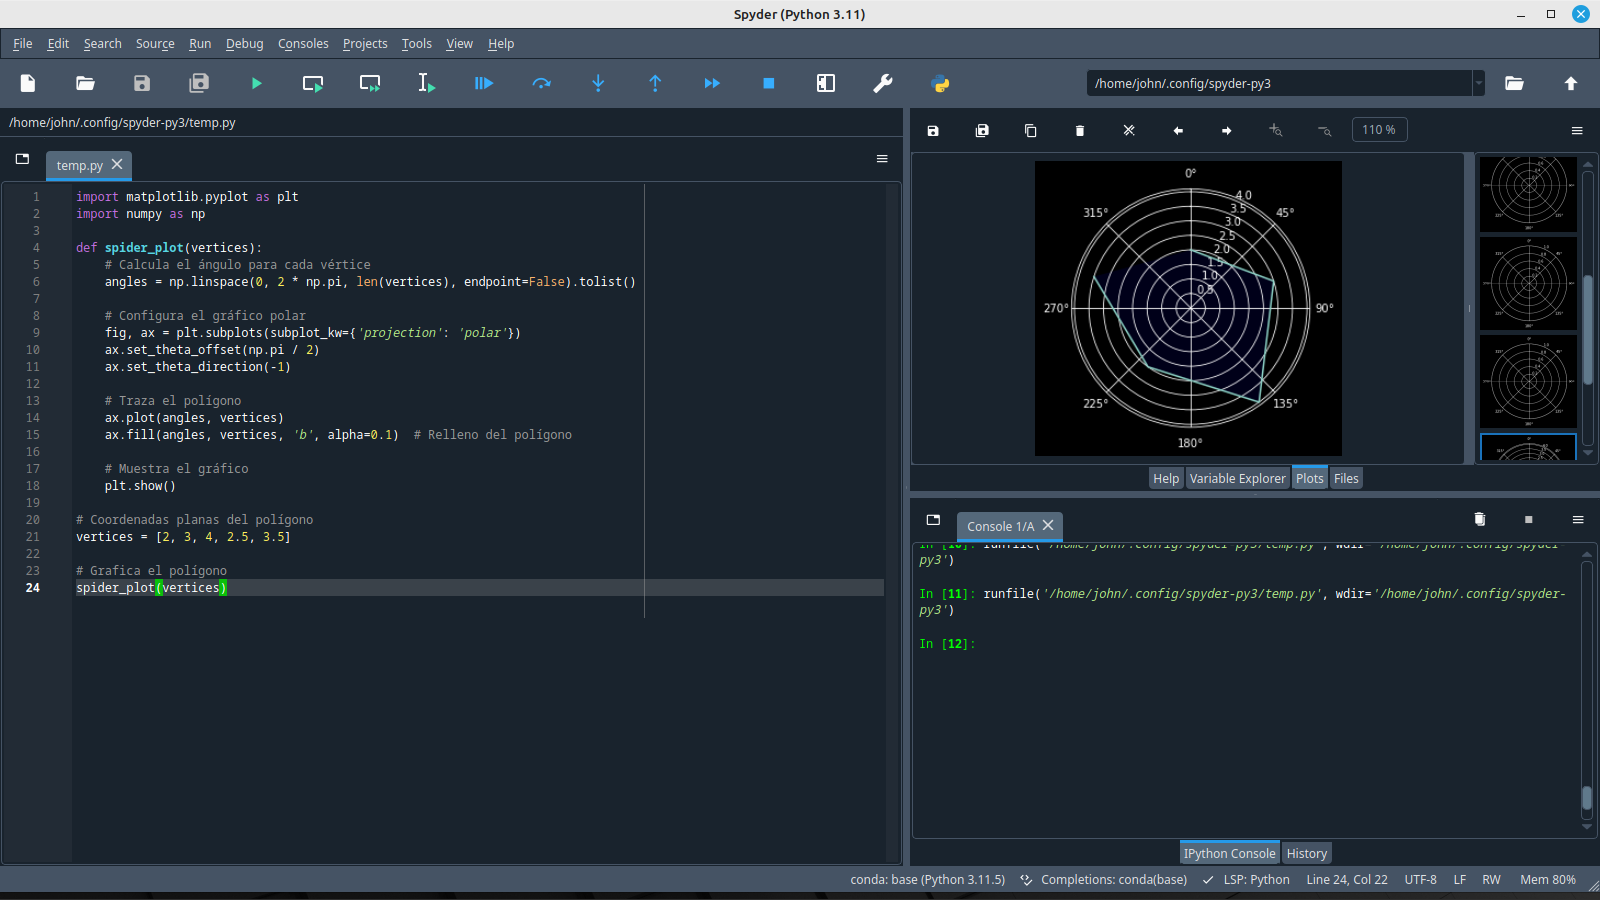 Spyder (Python 3.11)
File Edit Search Source Run Debug Consoles Projects Tools View Help
/home/john/.config/spyder-py3
/home/john/.config/spyder-py3/temp.py
temp.py
1 import matplotlib.pyplot as plt
2 import numpy as np
3
4 def spider_plot(vertices):
5 # Calcula el ángulo para cada vértice
6 angles = np.linspace(0, 2 * np.pi, len(vertices), endpoint=False).tolist()
7
8 # Configura el gráfico polar
9 fig, ax = plt.subplots(subplot_kw={'projection': 'polar'})
10 ax.set_theta_offset(np.pi / 2)
11 ax.set_theta_direction(-1)
12
13 # Traza el polígono
14 ax.plot(angles, vertices)
15 ax.fill(angles, vertices, 'b', alpha=0.1) # Relleno del polígono
16
17 # Muestra el gráfico
18 plt.show()
19
20 # Coordenadas planas del polígono
21 vertices = [2, 3, 4, 2.5, 3.5]
22
23 # Grafica el polígono
24 spider_plot(vertices)
110 %
0°
4.0
315° 3.5 45°
3.0
2.5
2.0
1.5
1.0
0.5
270° 90°
225° 135°
180°
Help Variable Explorer Plots Files
Console 1/A
In [10]: runfile('/home/john/.config/spyder-py3/temp.py', wdir='/home/john/.config/spyder-
py3')
In [11]: runfile('/home/john/.config/spyder-py3/temp.py', wdir='/home/john/.config/spyder-
py3')
In [12]:
IPython Console History
conda: base (Python 3.11.5) Completions: conda(base) LSP: Python Line 24, Col 22 UTF-8 LF RW Mem 80%